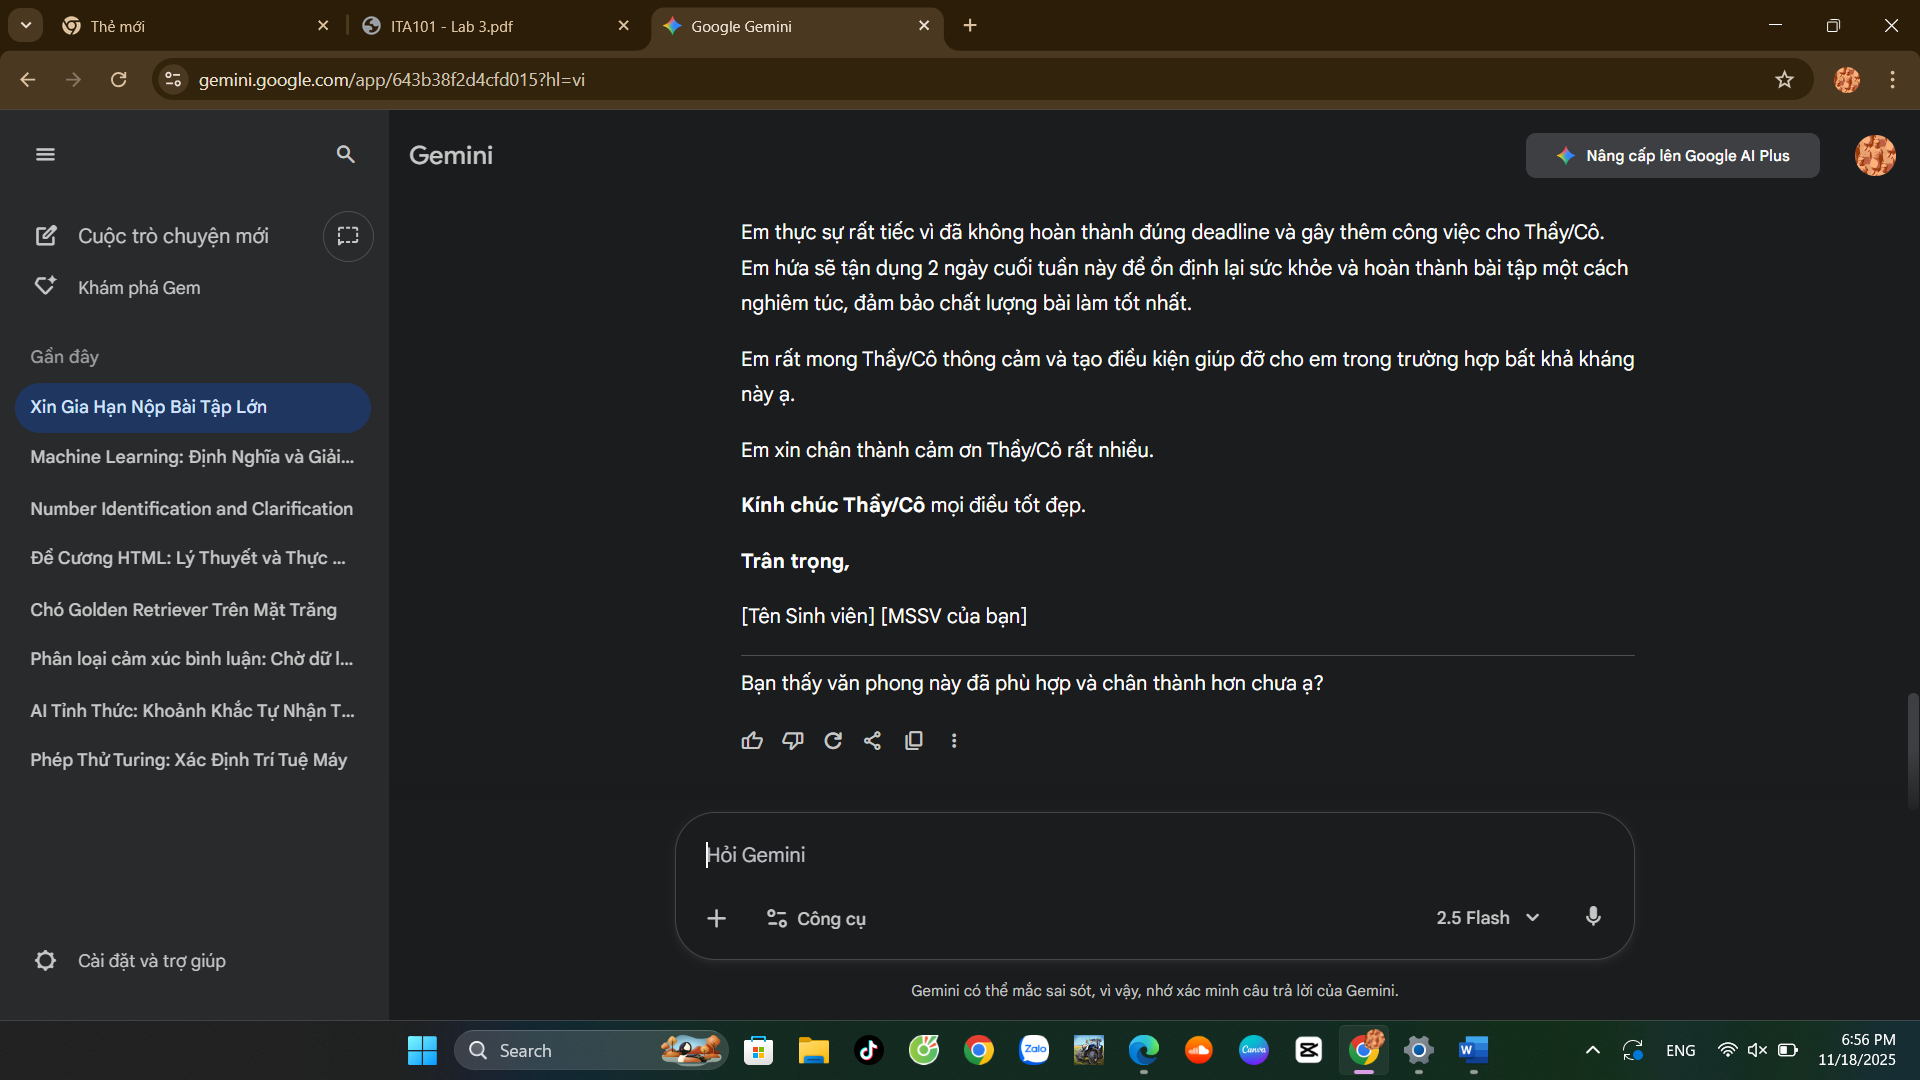 Thẻ mới
ITA101 - Lab 3.pdf
Google Gemini
gemini.google.com/app/643b38f2d4cfd015?hl=vi
Gemini
Nâng cấp lên Google AI Plus
Cuộc trò chuyện mới
Khám phá Gem
Gần đây
Xin Gia Hạn Nộp Bài Tập Lớn
Machine Learning: Định Nghĩa và Giải...
Number Identification and Clarification
Đề Cương HTML: Lý Thuyết và Thực ...
Chó Golden Retriever Trên Mặt Trăng
Phân loại cảm xúc bình luận: Chờ dữ l...
AI Tỉnh Thức: Khoảnh Khắc Tự Nhận T...
Phép Thử Turing: Xác Định Trí Tuệ Máy
Cài đặt và trợ giúp
Em thực sự rất tiếc vì đã không hoàn thành đúng deadline và gây thêm công việc cho Thầy/Cô.
Em hứa sẽ tận dụng 2 ngày cuối tuần này để ổn định lại sức khỏe và hoàn thành bài tập một cách
nghiêm túc, đảm bảo chất lượng bài làm tốt nhất.
Em rất mong Thầy/Cô thông cảm và tạo điều kiện giúp đỡ cho em trong trường hợp bất khả kháng
này ạ.
Em xin chân thành cảm ơn Thầy/Cô rất nhiều.
Kính chúc Thầy/Cô mọi điều tốt đẹp.
Trân trọng,
[Tên Sinh viên] [MSSV của bạn]
Bạn thấy văn phong này đã phù hợp và chân thành hơn chưa ạ?
Hỏi Gemini
Công cụ
2.5 Flash
Gemini có thể mắc sai sót, vì vậy, nhớ xác minh câu trả lời của Gemini.
Search
Zalo
Canva
W
ENG
6:56 PM
11/18/2025